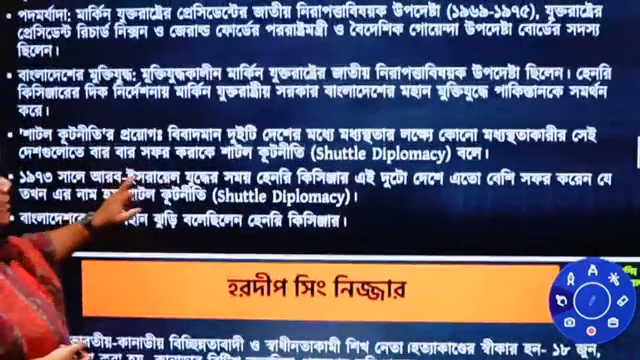 • পদমর্যাদা: মার্কিন যুক্তরাষ্ট্রের প্রেসিডেন্টের জাতীয় নিরাপত্তাবিষয়ক উপদেষ্টা (১৯৬৯-১৯৭৫), যুক্তরাষ্ট্রের
প্রেসিডেন্ট রিচার্ড নিক্সন ও জেরাল্ড ফোর্ডের পররাষ্ট্রমন্ত্রী ও বৈদেশিক গোয়েন্দা উপদেষ্টা বোর্ডের সদস্য
ছিলেন।
• বাংলাদেশের মুক্তিযুদ্ধ: মুক্তিযুদ্ধকালীন মার্কিন যুক্তরাষ্ট্রের জাতীয় নিরাপত্তাবিষয়ক উপদেষ্টা ছিলেন। হেনরি
কিসিঞ্জারের দিক নির্দেশনায় মার্কিন যুক্তরাষ্ট্রীয় সরকার বাংলাদেশের মহান মুক্তিযুদ্ধে পাকিস্তানকে সমর্থন
করে।
• 'শাটল কূটনীতি'র প্রয়োগঃ বিবাদমান দুইটি দেশের মধ্যে মধ্যস্থতার লক্ষ্যে কোনো মধ্যস্থতাকারীর সেই
দেশগুলোতে বার বার সফর করাকে শাটল কূটনীতি (Shuttle Diplomacy) বলে।
• ১৯৭৩ সালে আরব-ইসরায়েল যুদ্ধের সময় হেনরি কিসিঞ্জার এই দুটো দেশে এতো বেশি সফর করেন যে
তখন এর নাম হয় শাটল কূটনীতি (Shuttle Diplomacy)।
• ঝুড়ি বলেছিলেন হেনরি কিসিঞ্জার।
হরদীপ সিং নিজ্জার
ভারতীয়-কানাডীয় বিচ্ছিন্নতাবাদী ও স্বাধীনতাকামী শিখ নেতা।হত্যাকাণ্ডের স্বীকার হন- ১৮ জুন,